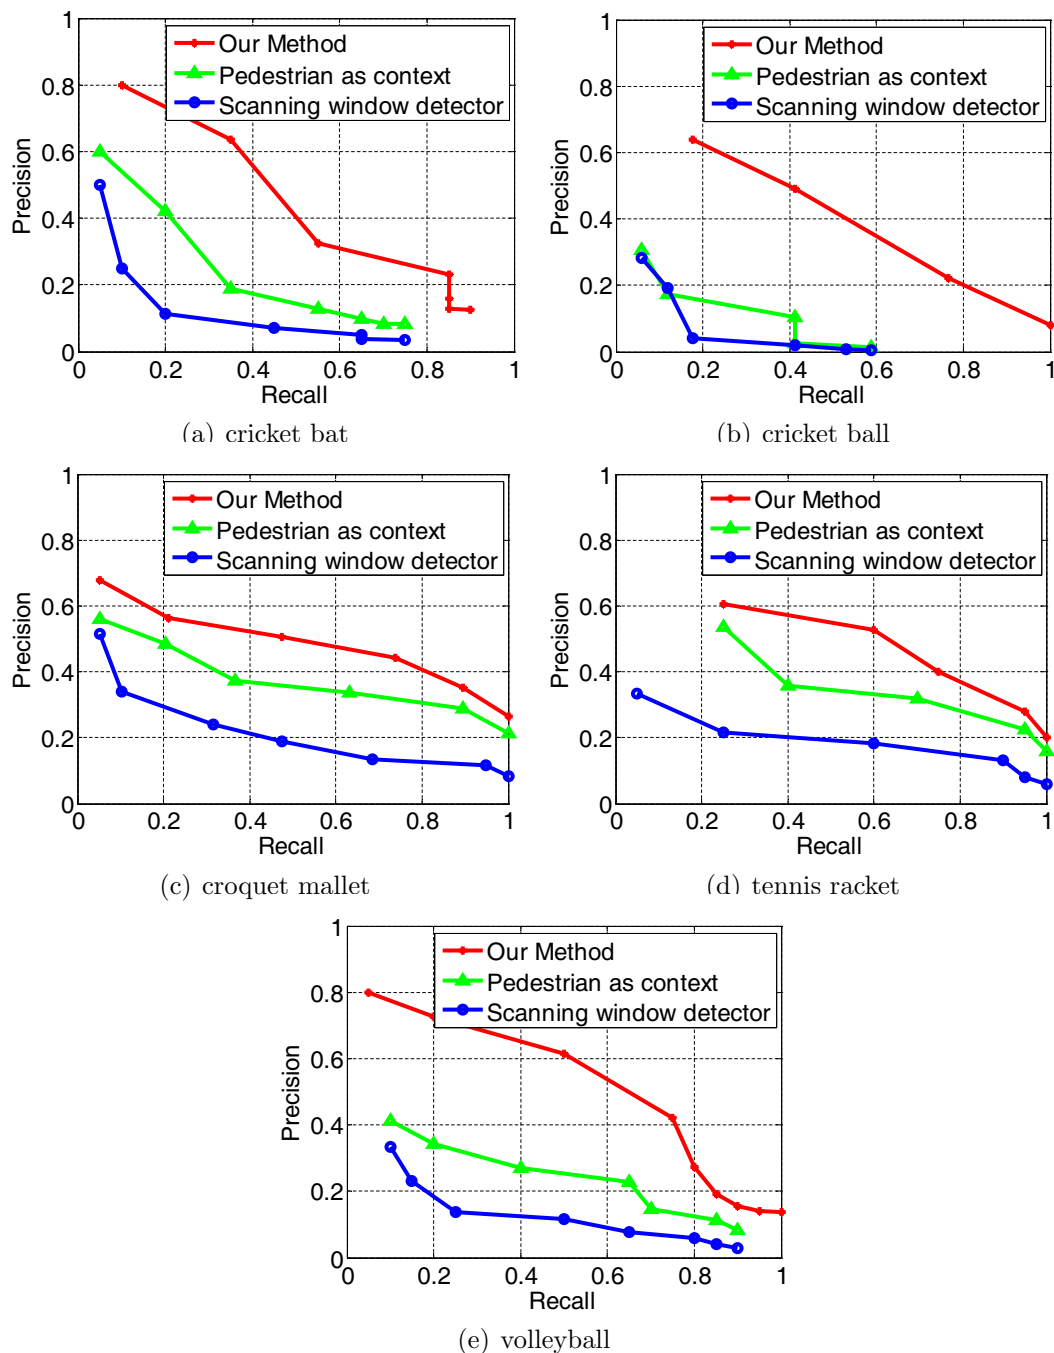 1
0.8
0.6
0.4
0.2
0
Precision
Our Method
Pedestrian as context
Scanning window detector
0 0.2 0.4 0.6 0.8 1
Recall
(a) cricket bat
1
0.8
0.6
0.4
0.2
0
Precision
Our Method
Pedestrian as context
Scanning window detector
0 0.2 0.4 0.6 0.8 1
Recall
(b) cricket ball
1
0.8
0.6
0.4
0.2
0
Precision
Our Method
Pedestrian as context
Scanning window detector
0 0.2 0.4 0.6 0.8 1
Recall
(c) croquet mallet
1
0.8
0.6
0.4
0.2
0
Precision
Our Method
Pedestrian as context
Scanning window detector
0 0.2 0.4 0.6 0.8 1
Recall
(d) tennis racket
1
0.8
0.6
0.4
0.2
0
Precision
Our Method
Pedestrian as context
Scanning window detector
0 0.2 0.4 0.6 0.8 1
Recall
(e) volleyball